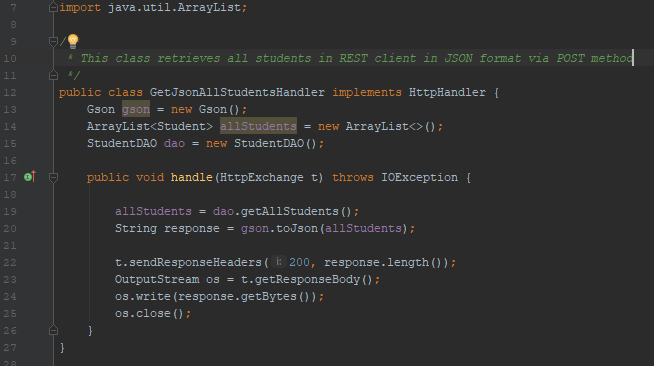 7 import java.util.ArrayList;
8
9 /
10 * This class retrieves all students in REST client in JSON format via POST method
11 */
12 public class GetJsonAllStudentsHandler implements HttpHandler {
13 Gson gson = new Gson();
14 ArrayList<Student> allStudents = new ArrayList<>();
15 StudentDAO dao = new StudentDAO();
16
17 public void handle(HttpExchange t) throws IOException {
18
19 allStudents = dao.getAllStudents();
20 String response = gson.toJson(allStudents);
21
22 t.sendResponseHeaders( i: 200, response.length());
23 OutputStream os = t.getResponseBody();
24 os.write(response.getBytes());
25 os.close();
26 }
27 }
28